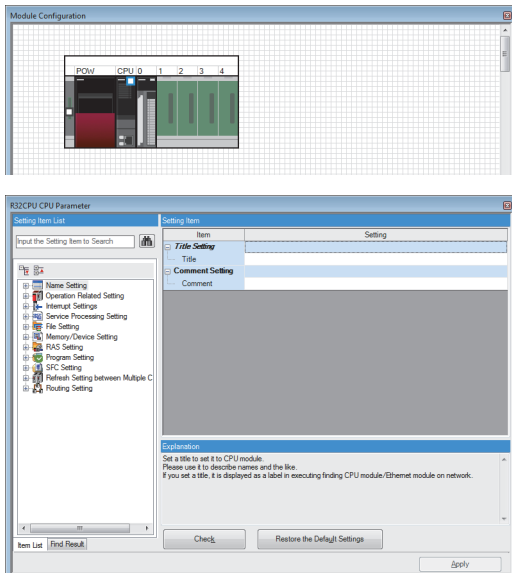 Module Configuration
POW CPU 0 1 2 3 4
R32CPU CPU Parameter
Setting Item List
Setting Item
Input the Setting Item to Search
Item Setting
Title Setting
Title
Comment Setting
Comment
Name Setting
Operation Related Setting
Interrupt Settings
Service Processing Setting
File Setting
Memory/Device Setting
RAS Setting
Program Setting
SFC Setting
Refresh Setting between Multiple C
Routing Setting
Explanation
Set a title to set it to CPU module.
Please use it to describe names and the like.
If you set a title, it is displayed as a label in executing finding CPU module/Ethernet module on network.
Item List Find Result
Check Restore the Default Settings
Apply